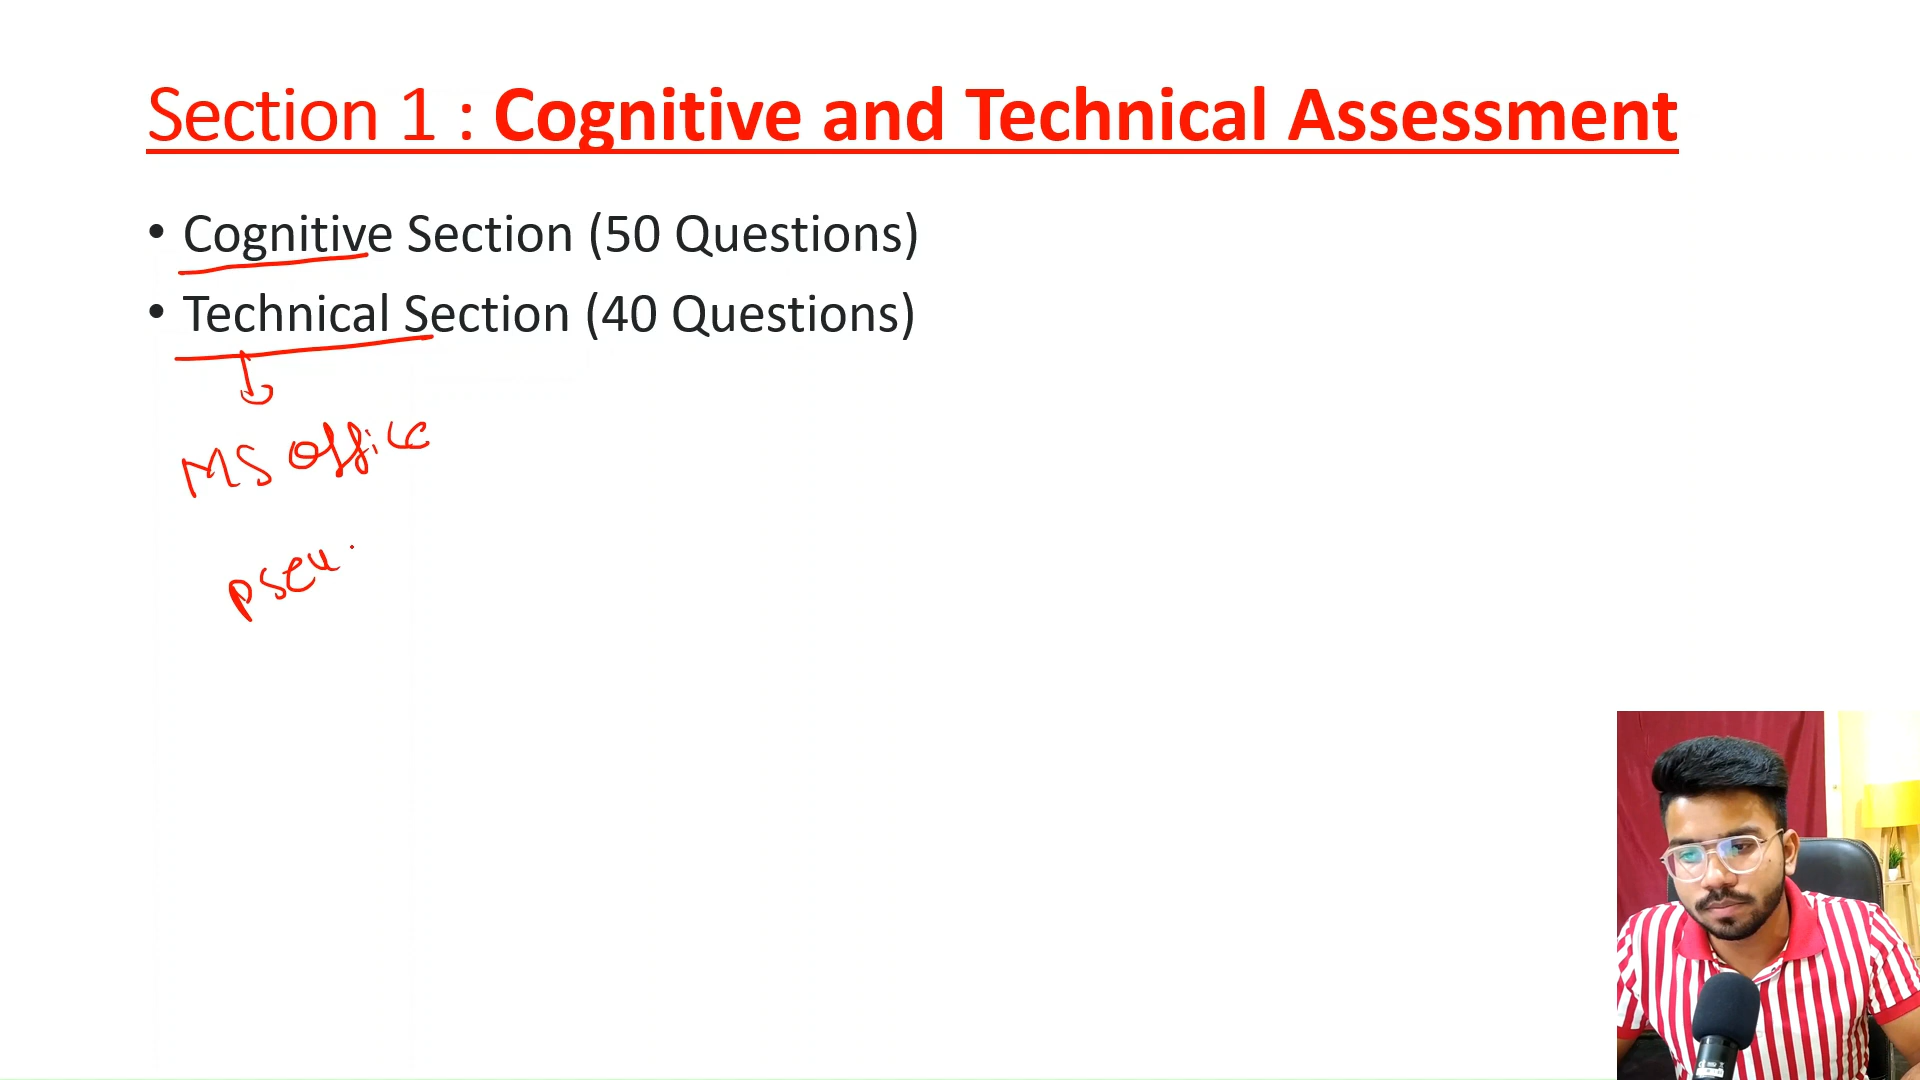 Section 1 : Cognitive and Technical Assessment
• Cognitive Section (50 Questions)
• Technical Section (40 Questions)
MS office
pseu